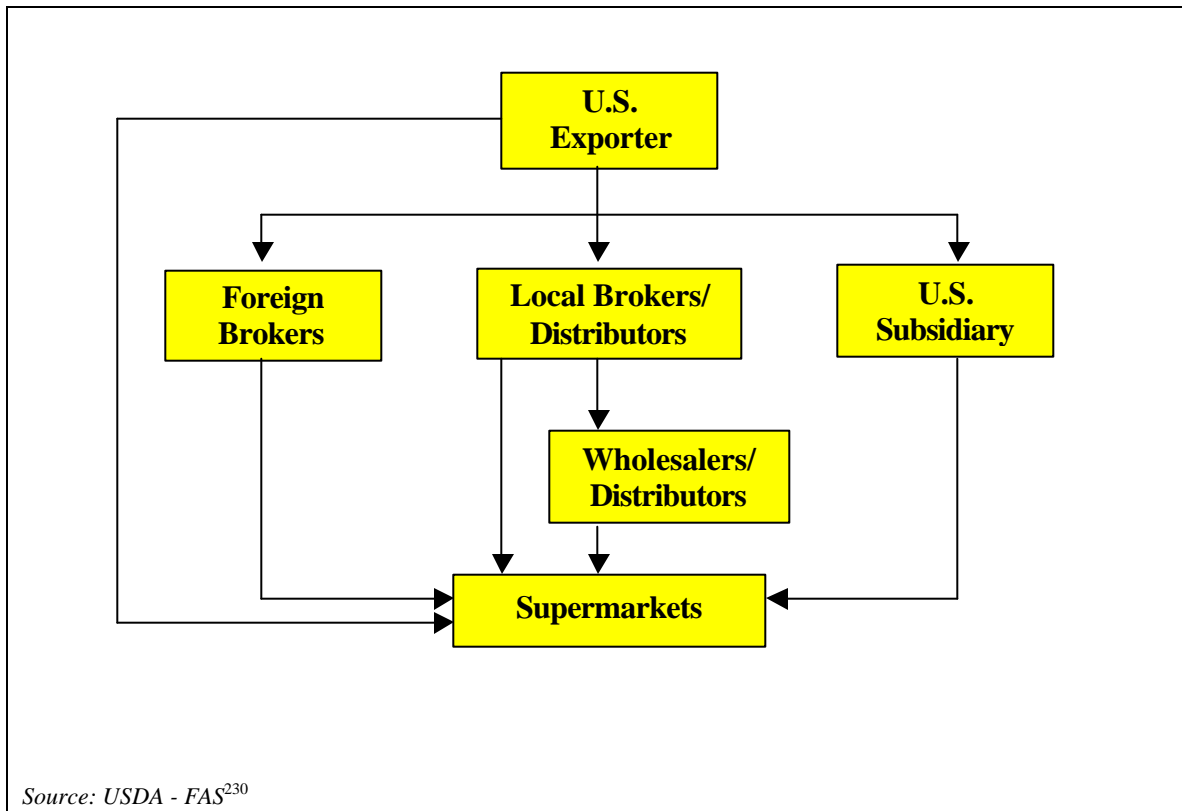 U.S.
Exporter
Foreign
Brokers
Local Brokers/
Distributors
U.S.
Subsidiary
Wholesalers/
Distributors
Supermarkets
Source: USDA - FAS230